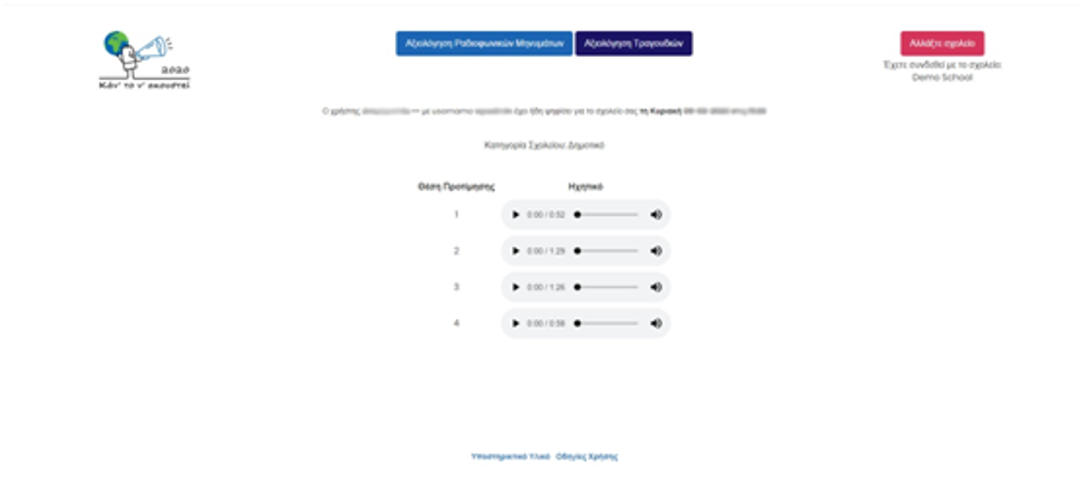 2020
Κάν' το ν' ακουστεί
Αξιολόγηση Ραδιοφωνικών Μηνυμάτων Αξιολόγηση Τραγουδιών
Αλλάξτε σχολείο
Έχετε συνδεθεί με το σχολείο:
Demo School
Ο χρήστης με username έχει ήδη ψηφίσει για το σχολείο σας τη Κυριακή
Κατηγορία Σχολείου: Δημοτικό
Θέση Προτίμησης Ηχητικό
1 0:00 / 0:52
2 0:00 / 1:29
3 0:00 / 1:26
4 0:00 / 0:58
Υποστηρικτικό Υλικό Οδηγίες Χρήσης